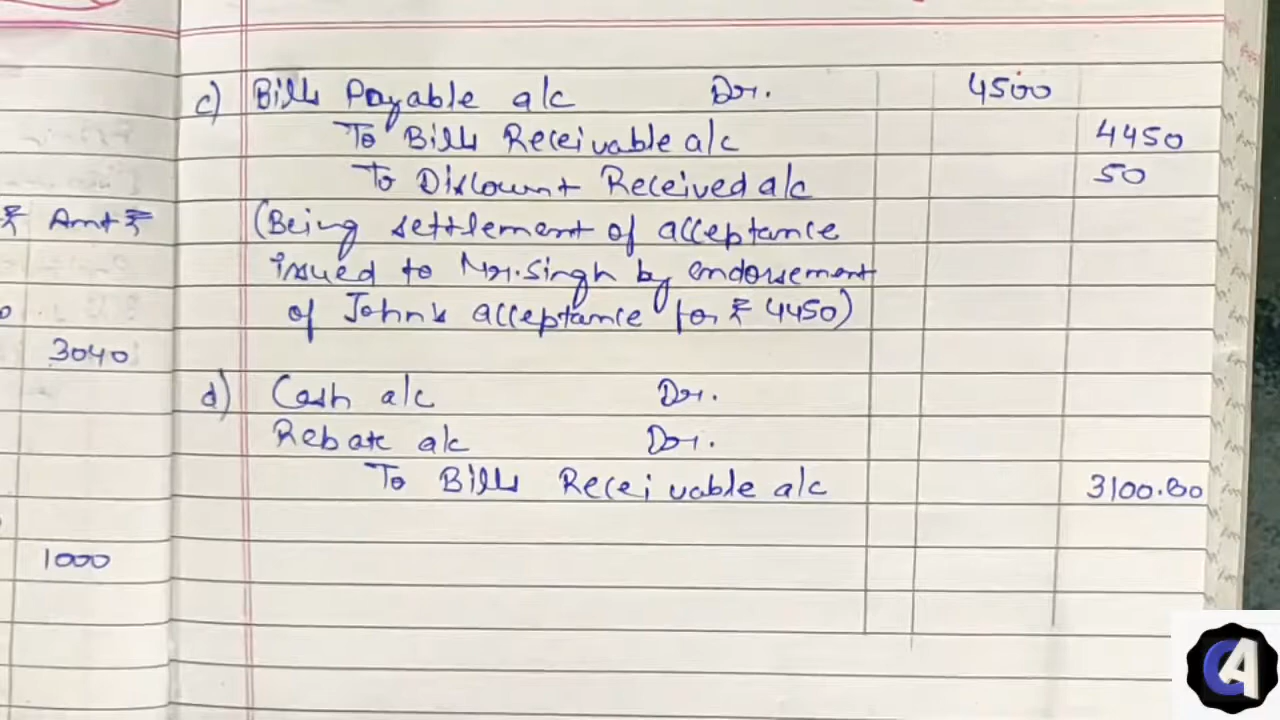 c) Bills Payable a/c Dr. 4500
To Bills Receivable a/c 4450
To Discount Received a/c 50
₹ Amt ₹
(Being settlement of acceptance
issued to Mr. Singh by endorsement
of John's acceptance for ₹ 4450)
3040
d) Cash a/c Dr.
Rebate a/c Dr.
To Bills Receivable a/c 3100.80
1000
CA